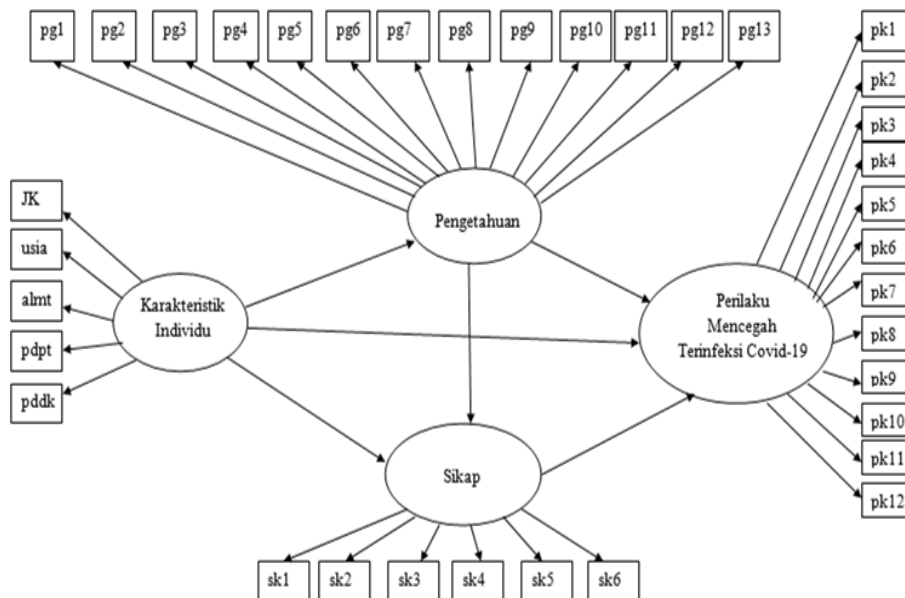 pg1 pg2 pg3 pg4 pg5 pg6 pg7 pg8 pg9 pg10 pg11 pg12 pg13
pk1
pk2
pk3
pk4
pk5
pk6
pk7
pk8
pk9
pk10
pk11
pk12
JK
usia
almt
pdpt
pddk
Karakteristik
Individu
Pengetahuan
Perilaku
Mencegah
Terinfeksi Covid-19
Sikap
sk1 sk2 sk3 sk4 sk5 sk6